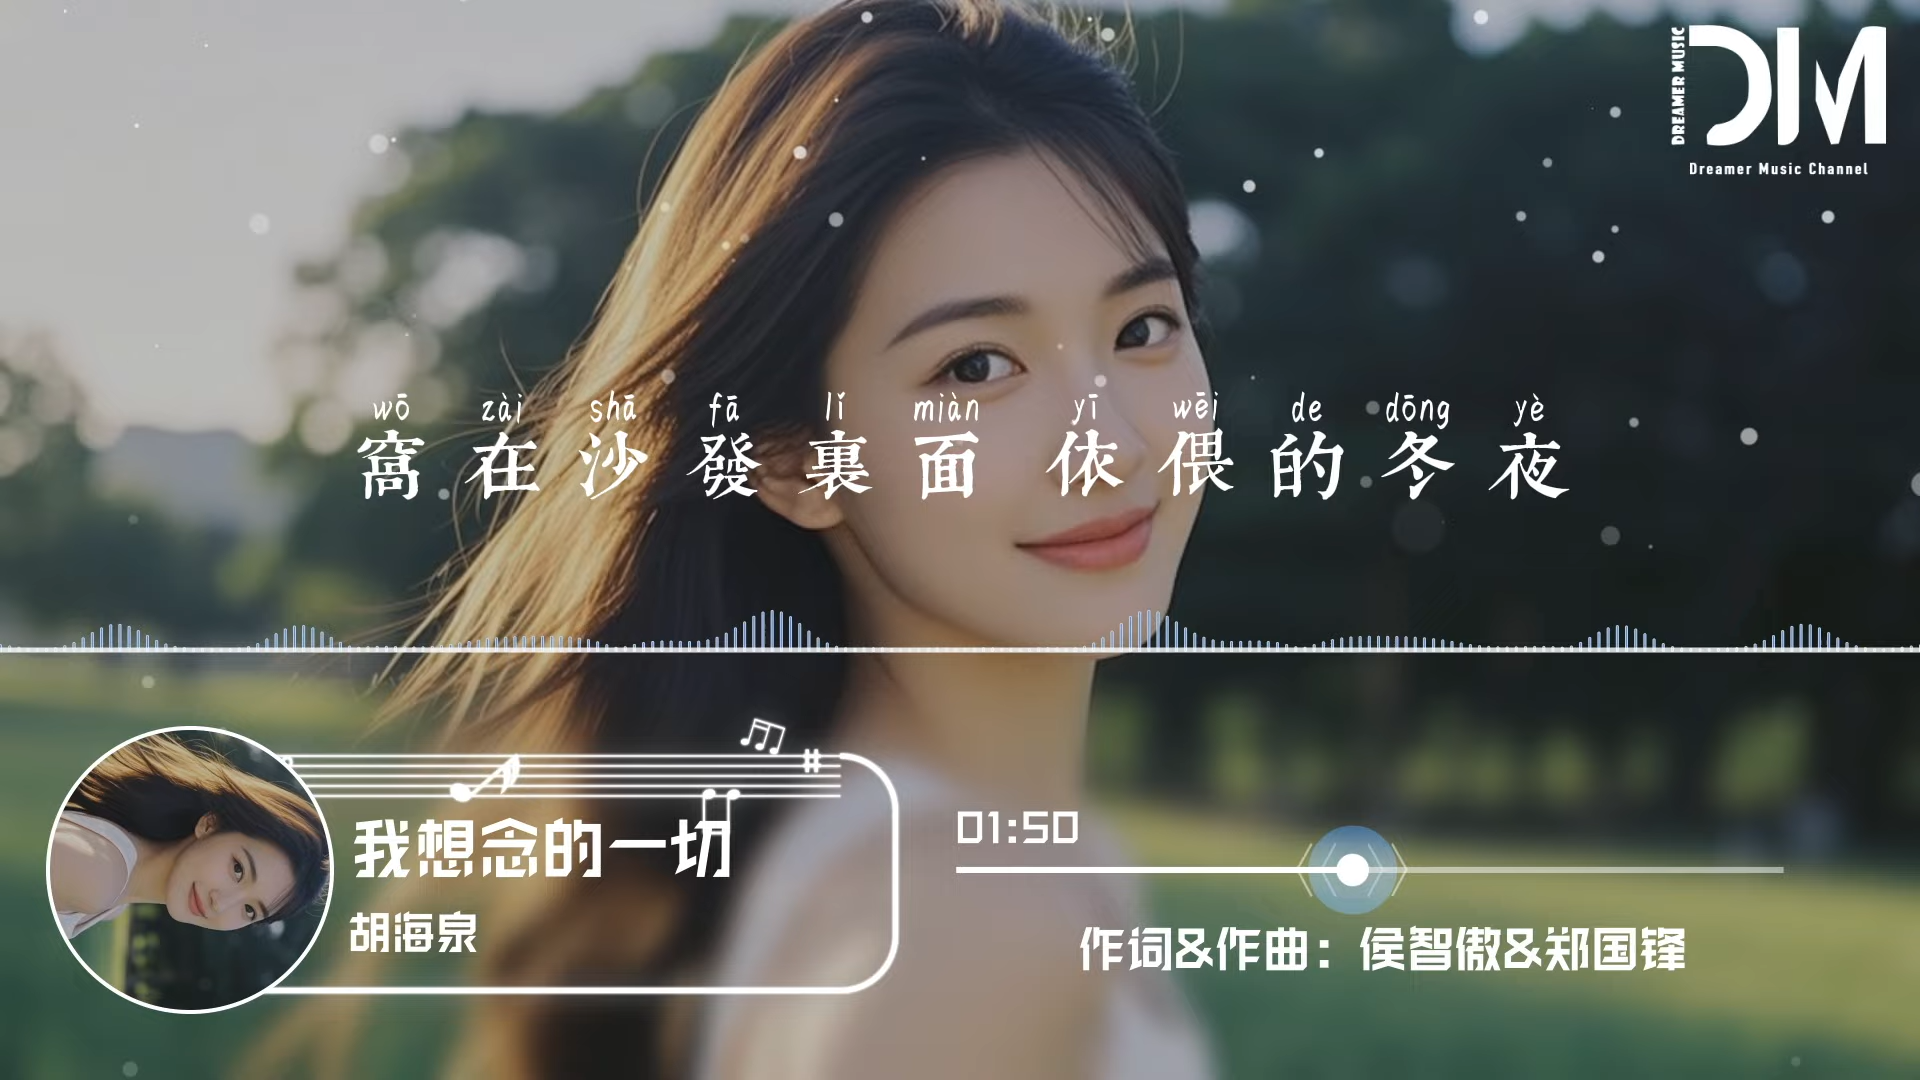 DREAMER MUSIC
DM
Dreamer Music Channel
wō zài shā fā lǐ miàn yī wēi de dōng yè
窩在沙發裏面 依偎的冬夜
我想念的一切
胡海泉
01:50
作词&作曲：侯智傲&郑国锋